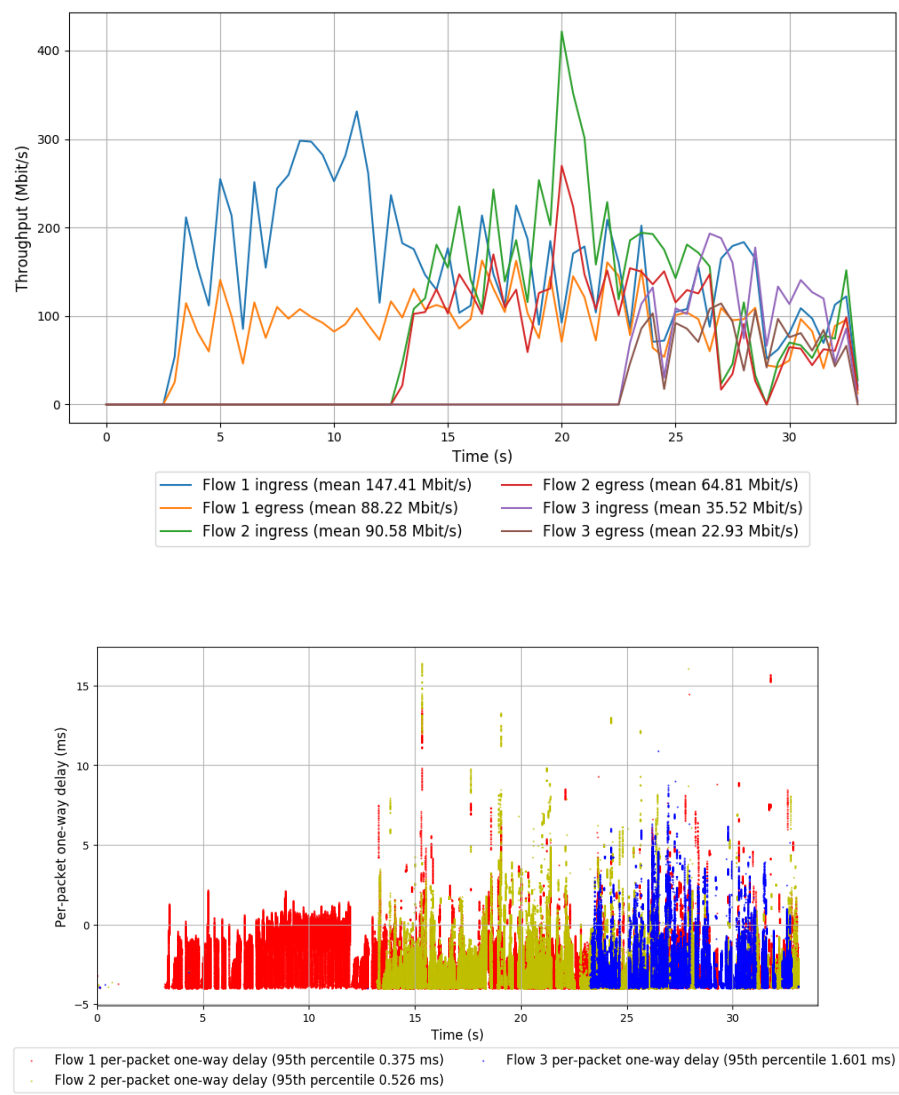 400
300
200
100
0
Throughput (Mbit/s)
0 5 10 15 20 25 30
Time (s)
Flow 1 ingress (mean 147.41 Mbit/s) Flow 2 egress (mean 64.81 Mbit/s)
Flow 1 egress (mean 88.22 Mbit/s) Flow 3 ingress (mean 35.52 Mbit/s)
Flow 2 ingress (mean 90.58 Mbit/s) Flow 3 egress (mean 22.93 Mbit/s)
15
10
5
0
−5
Per-packet one-way delay (ms)
0 5 10 15 20 25 30
Time (s)
Flow 1 per-packet one-way delay (95th percentile 0.375 ms) Flow 3 per-packet one-way delay (95th percentile 1.601 ms)
Flow 2 per-packet one-way delay (95th percentile 0.526 ms)